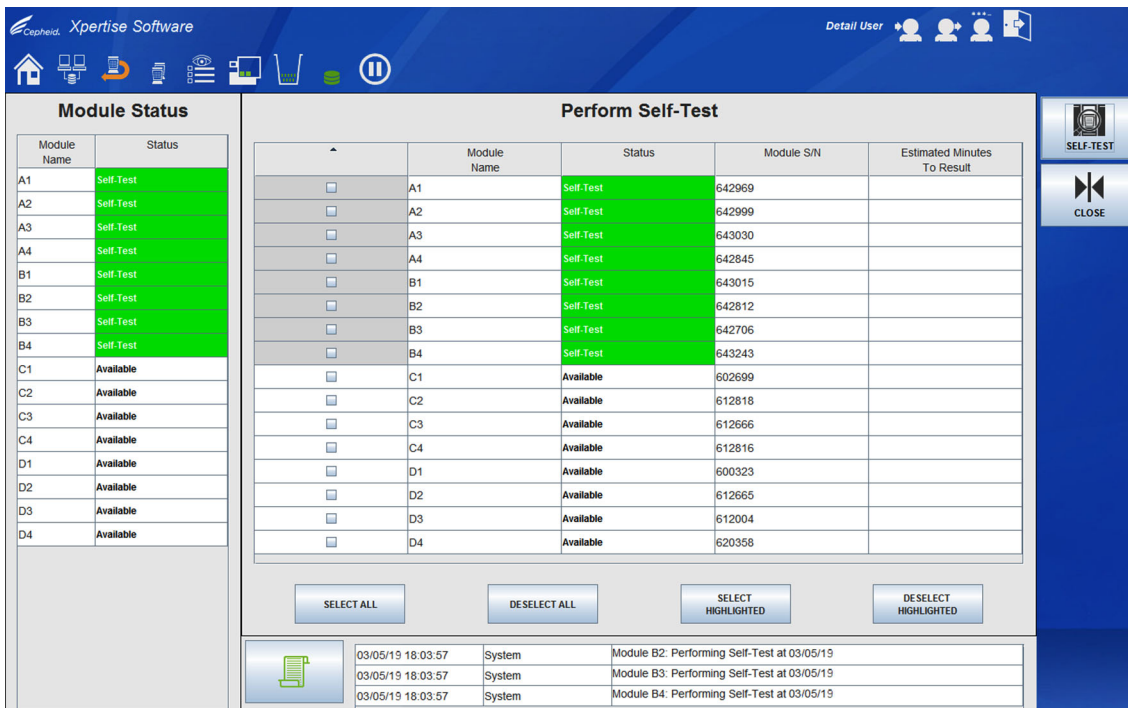 Cepheid. Xpertise Software
Detail User
Module Status
Module Name Status
A1 Self-Test
A2 Self-Test
A3 Self-Test
A4 Self-Test
B1 Self-Test
B2 Self-Test
B3 Self-Test
B4 Self-Test
C1 Available
C2 Available
C3 Available
C4 Available
D1 Available
D2 Available
D3 Available
D4 Available
Perform Self-Test
Module Name Status Module S/N Estimated Minutes To Result
A1 Self-Test 642969
A2 Self-Test 642999
A3 Self-Test 643030
A4 Self-Test 642845
B1 Self-Test 643015
B2 Self-Test 642812
B3 Self-Test 642706
B4 Self-Test 643243
C1 Available 602699
C2 Available 612818
C3 Available 612666
C4 Available 612816
D1 Available 600323
D2 Available 612665
D3 Available 612004
D4 Available 620358
SELECT ALL
DESELECT ALL
SELECT HIGHLIGHTED
DESELECT HIGHLIGHTED
03/05/19 18:03:57 System Module B2: Performing Self-Test at 03/05/19
03/05/19 18:03:57 System Module B3: Performing Self-Test at 03/05/19
03/05/19 18:03:57 System Module B4: Performing Self-Test at 03/05/19
SELF-TEST
CLOSE